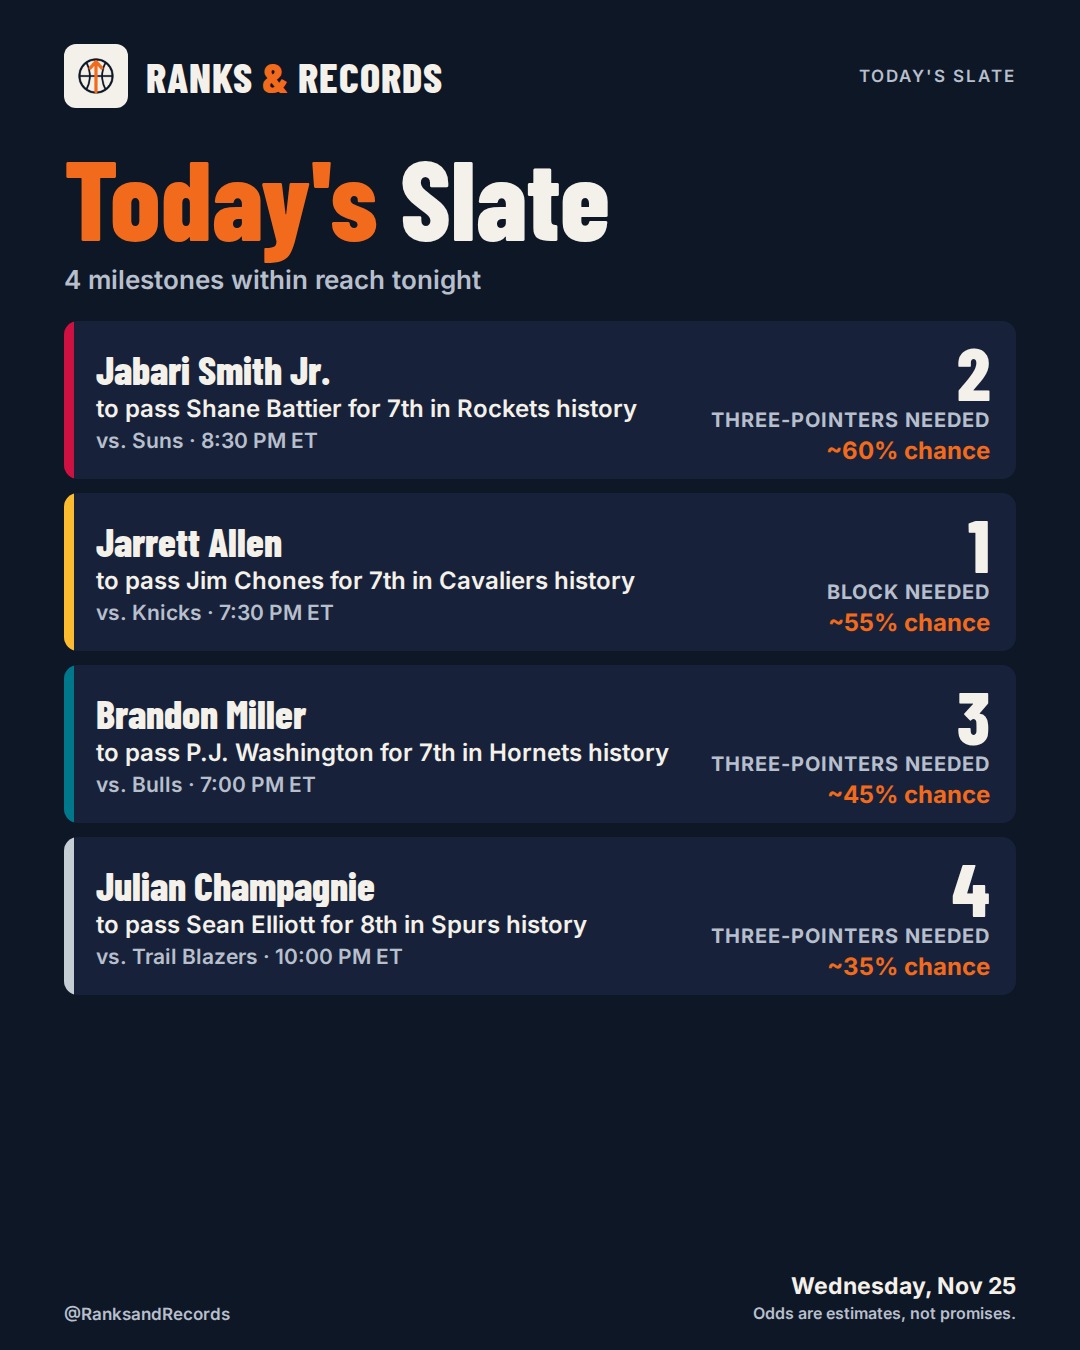 RANKS & RECORDS
TODAY'S SLATE
Today's Slate
4 milestones within reach tonight
Jabari Smith Jr.
to pass Shane Battier for 7th in Rockets history
vs. Suns · 8:30 PM ET
2
THREE-POINTERS NEEDED
~60% chance
Jarrett Allen
to pass Jim Chones for 7th in Cavaliers history
vs. Knicks · 7:30 PM ET
1
BLOCK NEEDED
~55% chance
Brandon Miller
to pass P.J. Washington for 7th in Hornets history
vs. Bulls · 7:00 PM ET
3
THREE-POINTERS NEEDED
~45% chance
Julian Champagnie
to pass Sean Elliott for 8th in Spurs history
vs. Trail Blazers · 10:00 PM ET
4
THREE-POINTERS NEEDED
~35% chance
@RanksandRecords
Wednesday, Nov 25
Odds are estimates, not promises.